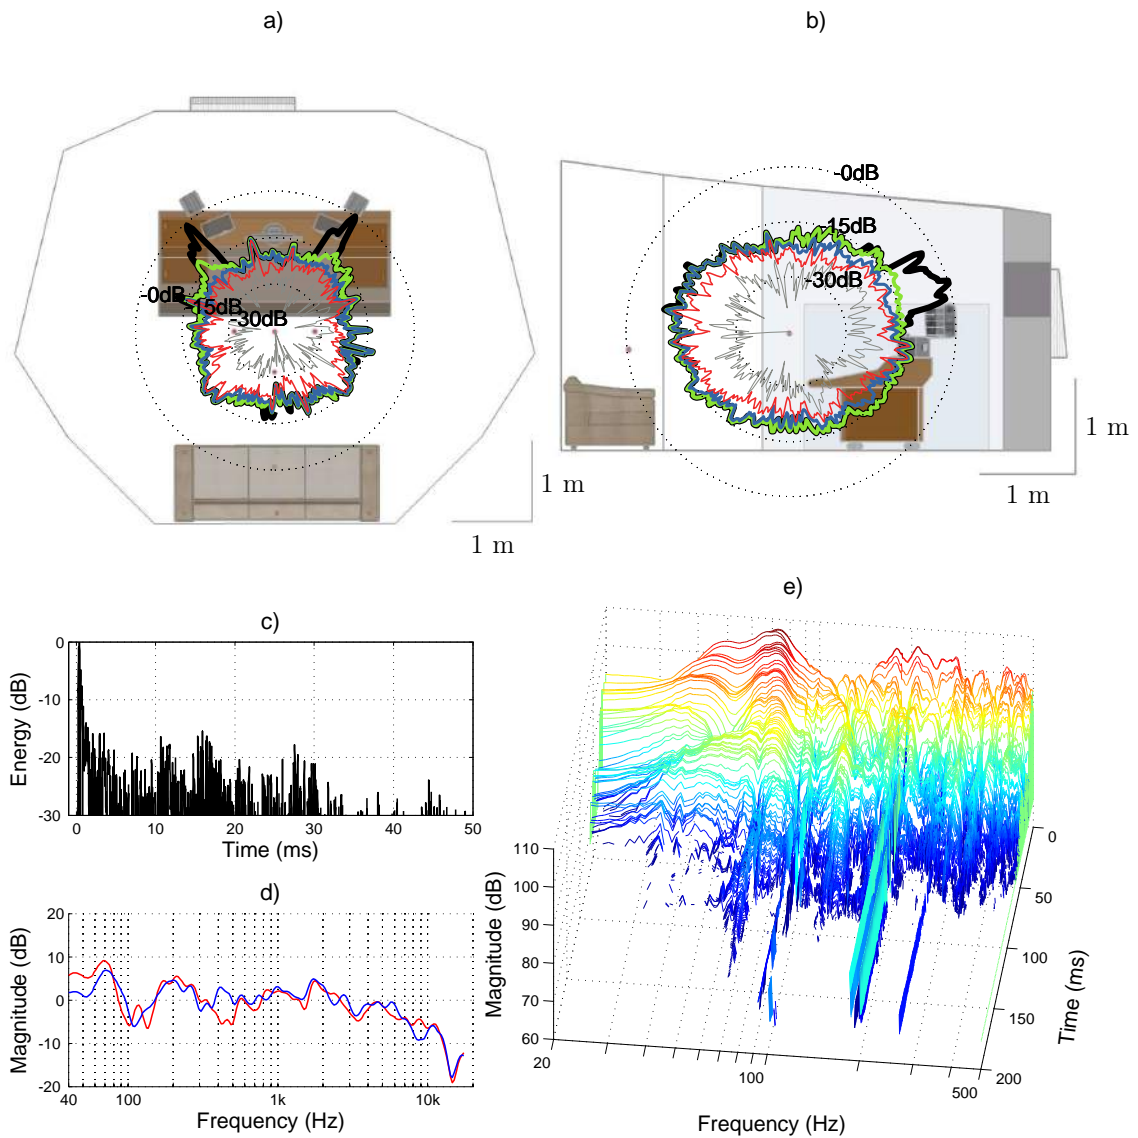 a)
b)
-0dB
-15dB
-30dB
1 m
1 m
-0dB
-15dB
-30dB
1 m
1 m
c)
0
-10
-20
-30
Energy (dB)
0 10 20 30 40 50
Time (ms)
d)
20
10
0
-10
-20
Magnitude (dB)
40 100 1k 10k
Frequency (Hz)
e)
110
100
90
80
70
60
Magnitude (dB)
20 100 500
Frequency (Hz)
0
50
100
150
200
Time (ms)